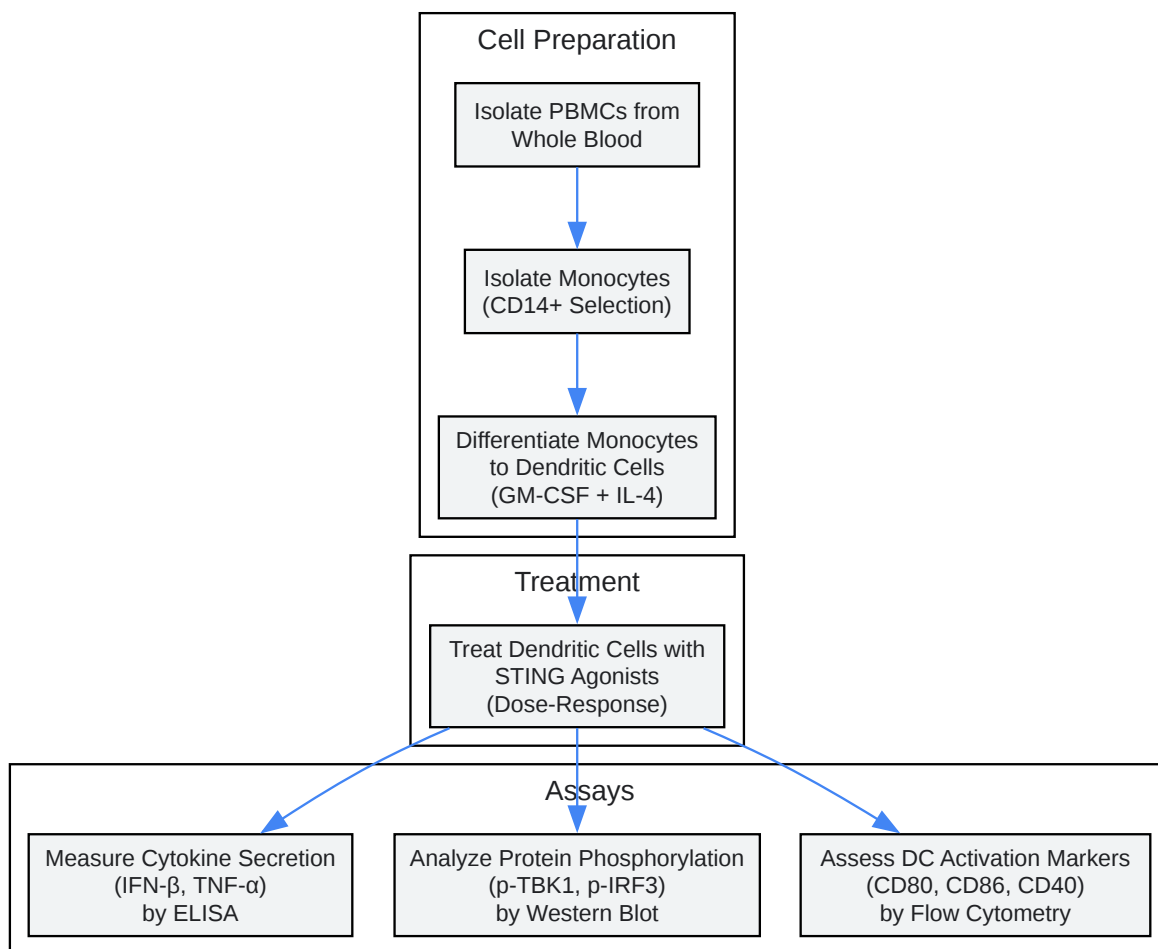 Cell Preparation
Isolate PBMCs from
Whole Blood
Isolate Monocytes
(CD14+ Selection)
Differentiate Monocytes
to Dendritic Cells
(GM-CSF + IL-4)
Treatment
Treat Dendritic Cells with
STING Agonists
(Dose-Response)
Assays
Measure Cytokine Secretion
(IFN-β, TNF-α)
by ELISA
Analyze Protein Phosphorylation
(p-TBK1, p-IRF3)
by Western Blot
Assess DC Activation Markers
(CD80, CD86, CD40)
by Flow Cytometry